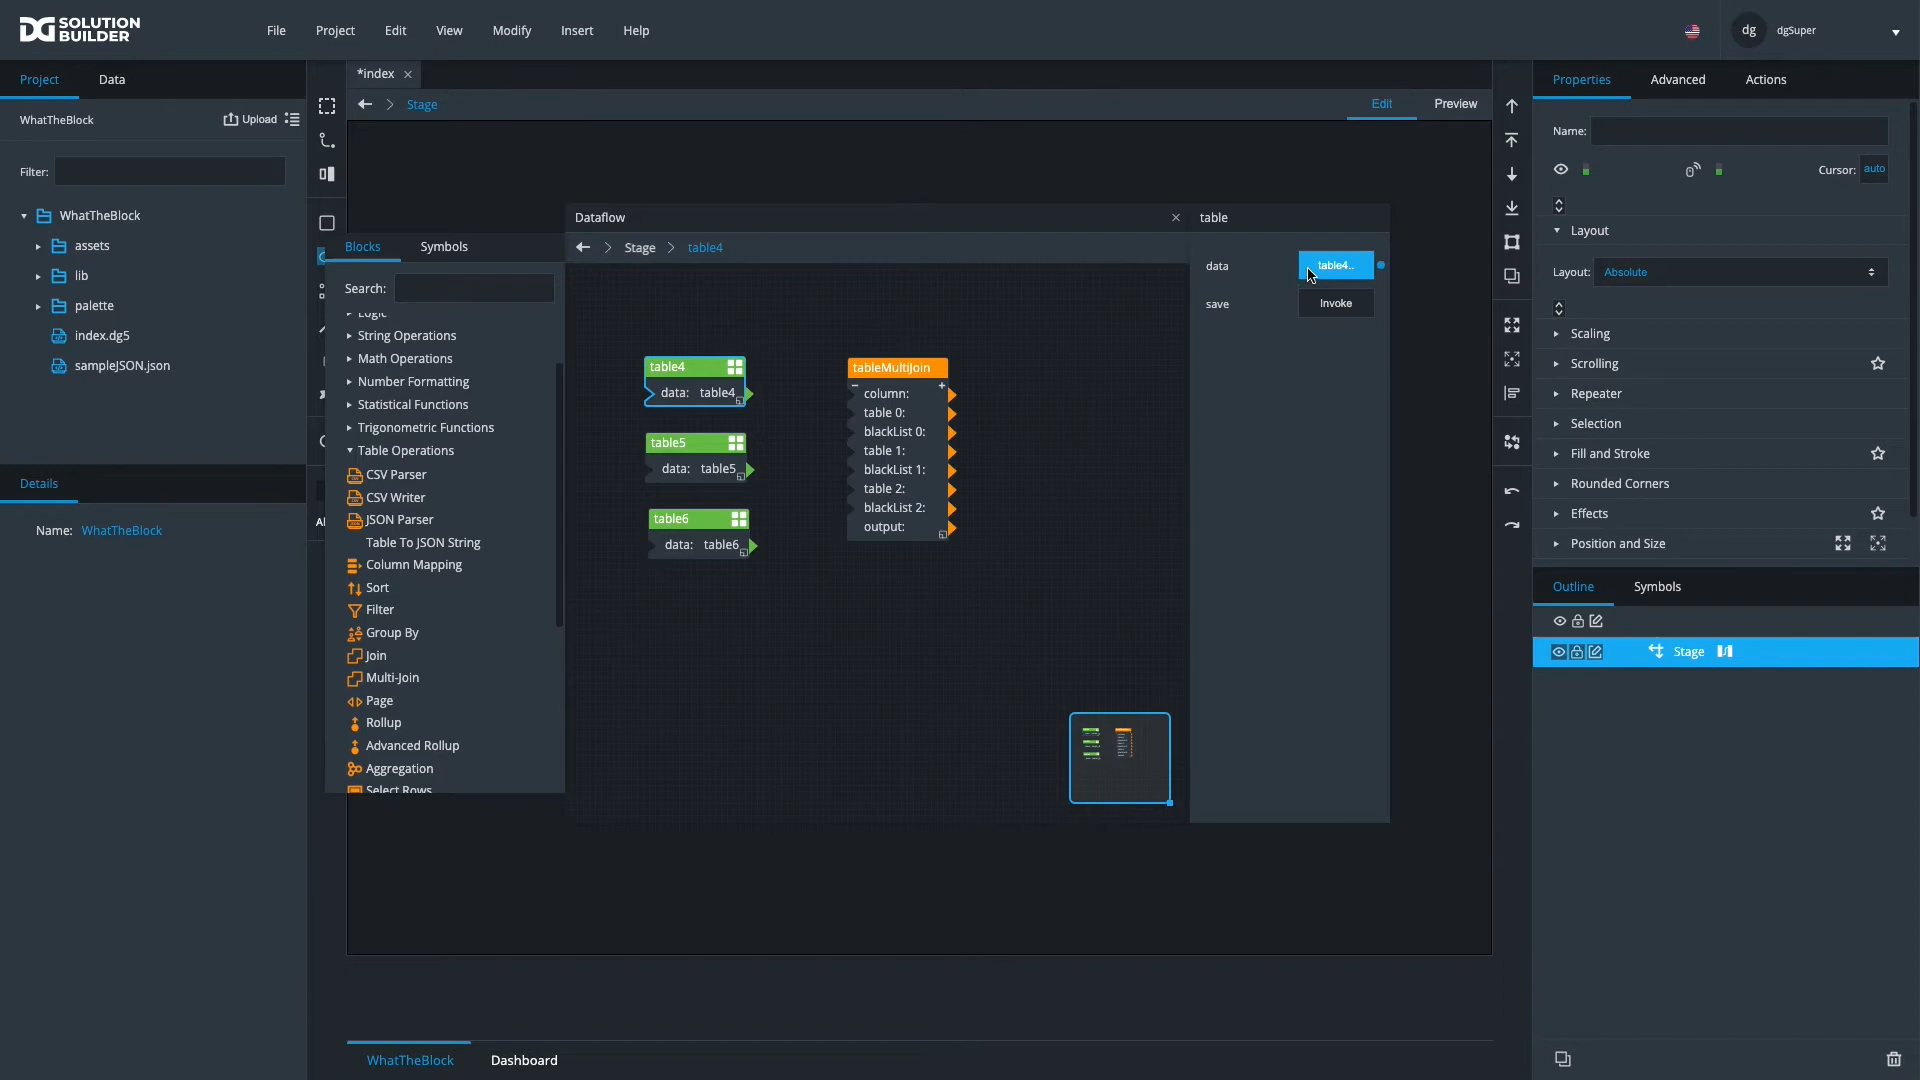 DG SOLUTION
BUILDER
File Project Edit View Modify Insert Help
dg dgSuper
Project Data
WhatTheBlock Upload
Filter:
WhatTheBlock
assets
lib
palette
index.dg5
sampleJSON.json
Details
Name: WhatTheBlock
*index
Stage
Edit Preview
Dataflow
Stage table4
Blocks Symbols
Search:
Logic
String Operations
Math Operations
Number Formatting
Statistical Functions
Trigonometric Functions
Table Operations
CSV Parser
CSV Writer
JSON Parser
Table To JSON String
Column Mapping
Sort
Filter
Group By
Join
Multi-Join
Page
Rollup
Advanced Rollup
Aggregation
Select Rows
table4
data: table4
table5
data: table5
table6
data: table6
tableMultiJoin
column:
table 0:
blackList 0:
table 1:
blackList 1:
table 2:
blackList 2:
output:
table
data table4..
save Invoke
WhatTheBlock Dashboard
Properties Advanced Actions
Name:
Cursor: auto
Layout
Layout: Absolute
Scaling
Scrolling
Repeater
Selection
Fill and Stroke
Rounded Corners
Effects
Position and Size
Outline Symbols
Stage